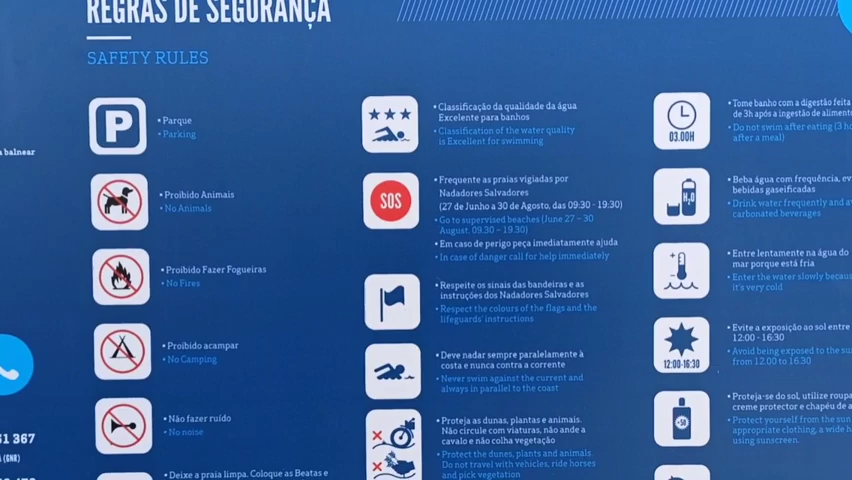 REGRAS DE SEGURANÇA
SAFETY RULES
a balnear
61 367
(GNR)
P
• Parque
• Parking
• Proibido Animais
• No Animals
• Proibido Fazer Fogueiras
• No Fires
• Proibido acampar
• No Camping
• Não fazer ruído
• No noise
• Deixe a praia limpa. Coloque as Beatas e
• Classificação da qualidade da água
Excelente para banhos
• Classification of the water quality
is Excellent for swimming
SOS
• Frequente as praias vigiadas por
Nadadores Salvadores
(27 de Junho a 30 de Agosto, das 09:30 - 19:30)
• Go to supervised beaches (June 27 – 30
August. 09.30 – 19.30)
• Em caso de perigo peça imediatamente ajuda
• In case of danger call for help immediately
• Respeite os sinais das bandeiras e as
instruções dos Nadadores Salvadores
• Respect the colours of the flags and the
lifeguards' instructions
• Deve nadar sempre paralelamente à
costa e nunca contra a corrente
• Never swim against the current and
always in parallel to the coast
• Proteja as dunas, plantas e animais.
Não circule com viaturas, não ande a
cavalo e não colha vegetação
• Protect the dunes, plants and animals.
Do not travel with vehicles, ride horses
and pick vegetation
03.00H
• Tome banho com a digestão feita
de 3h após a ingestão de
• Do not swim after eating (3
after a meal)
H₂O
• Beba água com frequência, ev
bebidas gaseificadas
• Drink water frequently and av
carbonated beverages
• Entre lentamente na água do
mar porque está fria
• Enter the water slowly
it's very cold
12:00-16:30
• Evite a exposição ao sol entre
12:00 - 16:30
• Avoid being exposed to the
from 12.00 to 16.30
+50
• Proteja-se do sol, utilize
creme protector e chapéu de
• Protect yourself from the sun
appropriate clothing, a wide
using sunscreen.